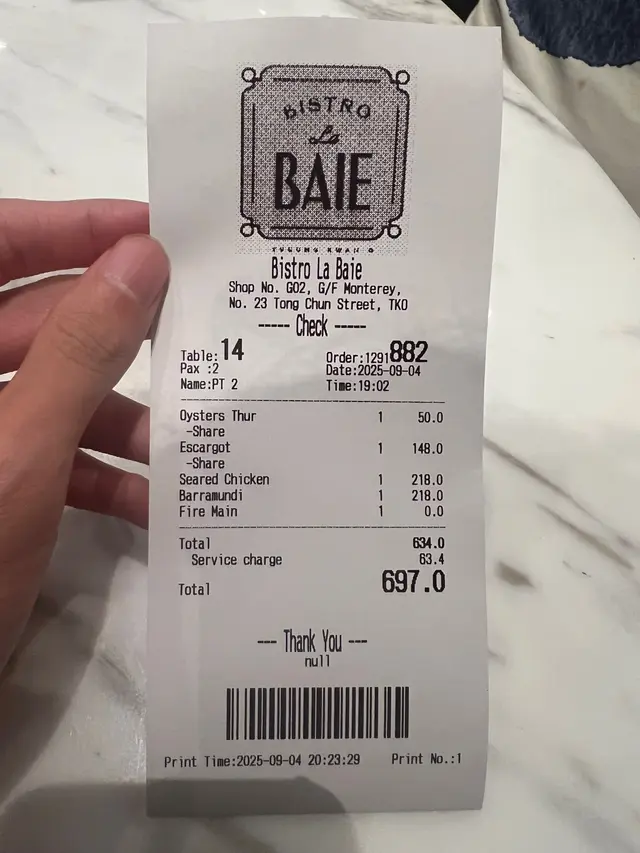 BISTRO
La
BAIE
Bistro La Baie
Shop No. G02, G/F Monterey,
No. 23 Tong Chun Street, TKO
----- Check -----
Table: 14 Order:1291882
Pax :2 Date:2025-09-04
Name:PT 2 Time:19:02
Oysters Thur 1 50.0
-Share
Escargot 1 148.0
-Share
Seared Chicken 1 218.0
Barramundi 1 218.0
Fire Main 1 0.0
Total 634.0
Service charge 63.4
Total 697.0
--- Thank You ---
null
Print Time:2025-09-04 20:23:29 Print No.:1